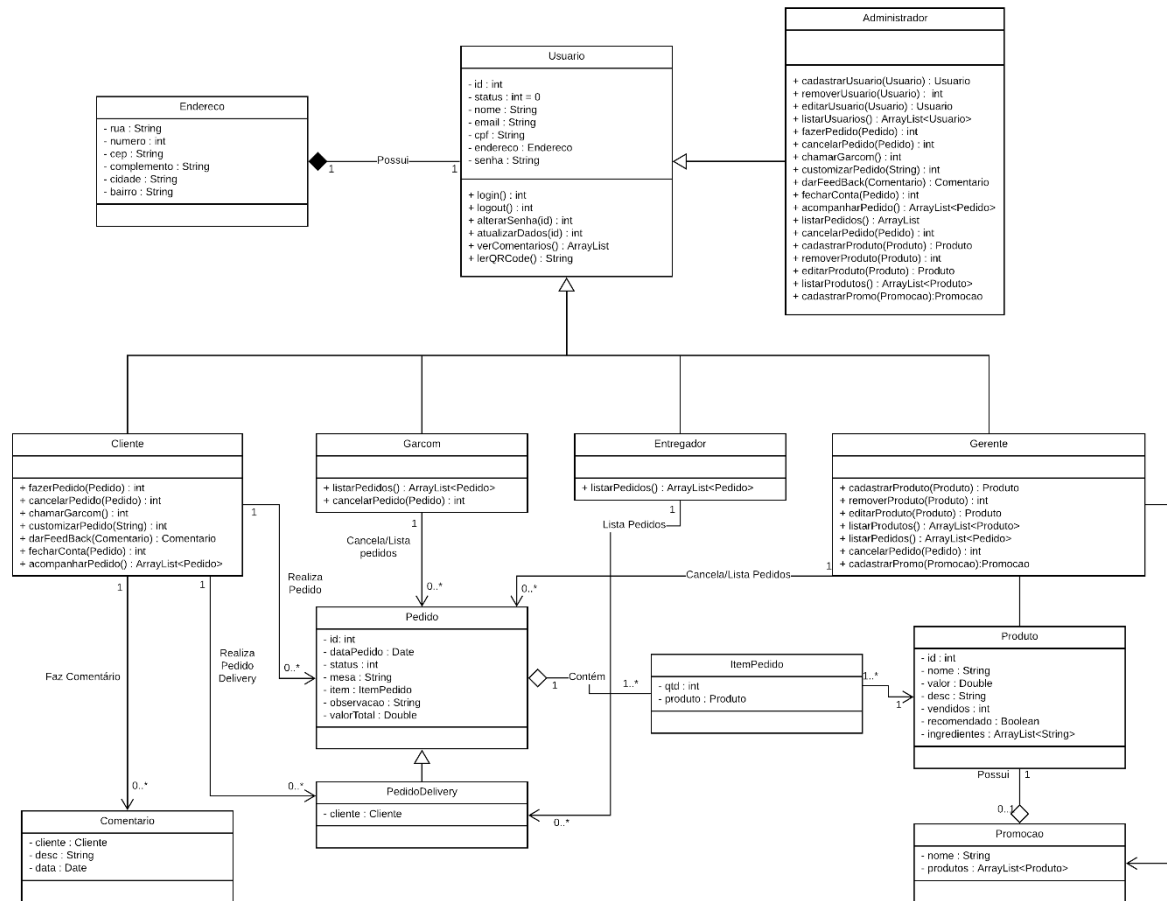 Administrador
+ cadastrarUsuario(Usuario) : Usuario
+ removerUsuario(Usuario) : int
+ editarUsuario(Usuario) : Usuario
+ listarUsuarios() : ArrayList<Usuario>
+ fazerPedido(Pedido) : int
+ cancelarPedido(Pedido) : int
+ chamarGarcom() : int
+ customizarPedido(String) : int
+ darFeedBack(Comentario) : Comentario
+ fecharConta(Pedido) : int
+ acompanharPedido() : ArrayList<Pedido>
+ listarPedidos() : ArrayList
+ cancelarPedido(Pedido) : int
+ cadastrarProduto(Produto) : Produto
+ removerProduto(Produto) : int
+ editarProduto(Produto) : Produto
+ listarProdutos() : ArrayList<Produto>
+ cadastrarPromo(Promocao):Promocao
Usuario
- id : int
- status : int = 0
- nome : String
- email : String
- cpf : String
- endereco : Endereco
- senha : String
+ login() : int
+ logout() : int
+ alterarSenha(id) : int
+ atualizarDados(id) : int
+ verComentarios() : ArrayList
+ lerQRCode() : String
Endereco
- rua : String
- numero : int
- cep : String
- complemento : String
- cidade : String
- bairro : String
1
Possui
1
Cliente
+ fazerPedido(Pedido) : int
+ cancelarPedido(Pedido) : int
+ chamarGarcom() : int
+ customizarPedido(String) : int
+ darFeedBack(Comentario) : Comentario
+ fecharConta(Pedido) : int
+ acompanharPedido() : ArrayList<Pedido>
Garcom
+ listarPedidos() : ArrayList<Pedido>
+ cancelarPedido(Pedido) : int
Entregador
+ listarPedidos() : ArrayList<Pedido>
Gerente
+ cadastrarProduto(Produto) : Produto
+ removerProduto(Produto) : int
+ editarProduto(Produto) : Produto
+ listarProdutos() : ArrayList<Produto>
+ listarPedidos() : ArrayList<Pedido>
+ cancelarPedido(Pedido) : int
+ cadastrarPromo(Promocao):Promocao
1
1
1
1
Lista Pedidos
Cancela/Lista
pedidos
1
Cancela/Lista Pedidos
1
1
Realiza
Pedido
0..*
0..*
Pedido
- id: int
- dataPedido : Date
- status : int
- mesa : String
- item : ItemPedido
- observacao : String
- valorTotal : Double
Realiza
Pedido
Delivery
0..*
Faz Comentário
1
Contém
1..*
ItemPedido
- qtd : int
- produto : Produto
1..*
1
Produto
- id : int
- nome : String
- valor : Double
- desc : String
- vendidos : int
- recomendado : Boolean
- ingredientes : ArrayList<String>
Possui
1
0..*
0..*
PedidoDelivery
- cliente : Cliente
0..*
0..1
Comentario
- cliente : Cliente
- desc : String
- data : Date
Promocao
- nome : String
- produtos : ArrayList<Produto>